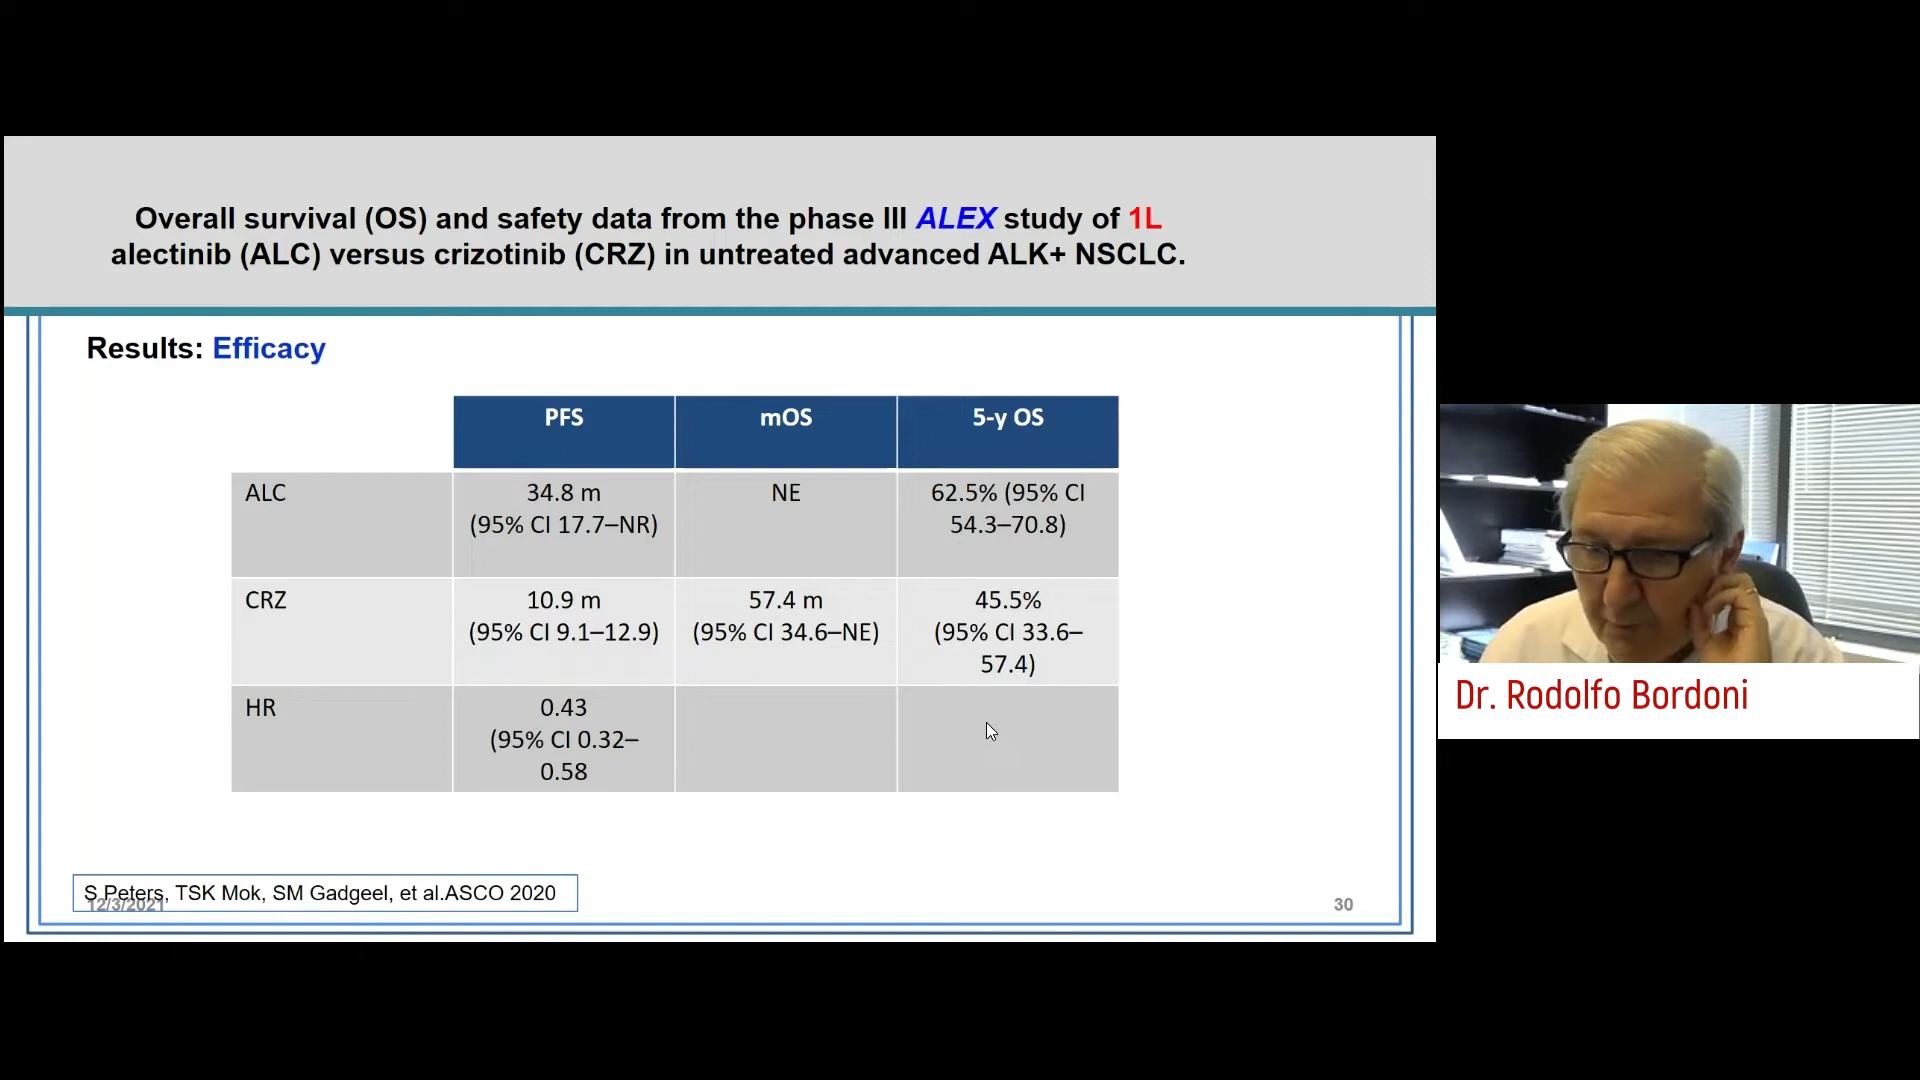 Overall survival (OS) and safety data from the phase III ALEX study of 1L
alectinib (ALC) versus crizotinib (CRZ) in untreated advanced ALK+ NSCLC.
Results: Efficacy
PFS mOS 5-y OS
ALC 34.8 m NE 62.5% (95% CI
(95% CI 17.7–NR) 54.3–70.8)
CRZ 10.9 m 57.4 m 45.5%
(95% CI 9.1–12.9) (95% CI 34.6–NE) (95% CI 33.6–
57.4)
HR 0.43
(95% CI 0.32–
0.58
S Peters, TSK Mok, SM Gadgeel, et al.ASCO 2020
12/3/2021
30
Dr. Rodolfo Bordoni